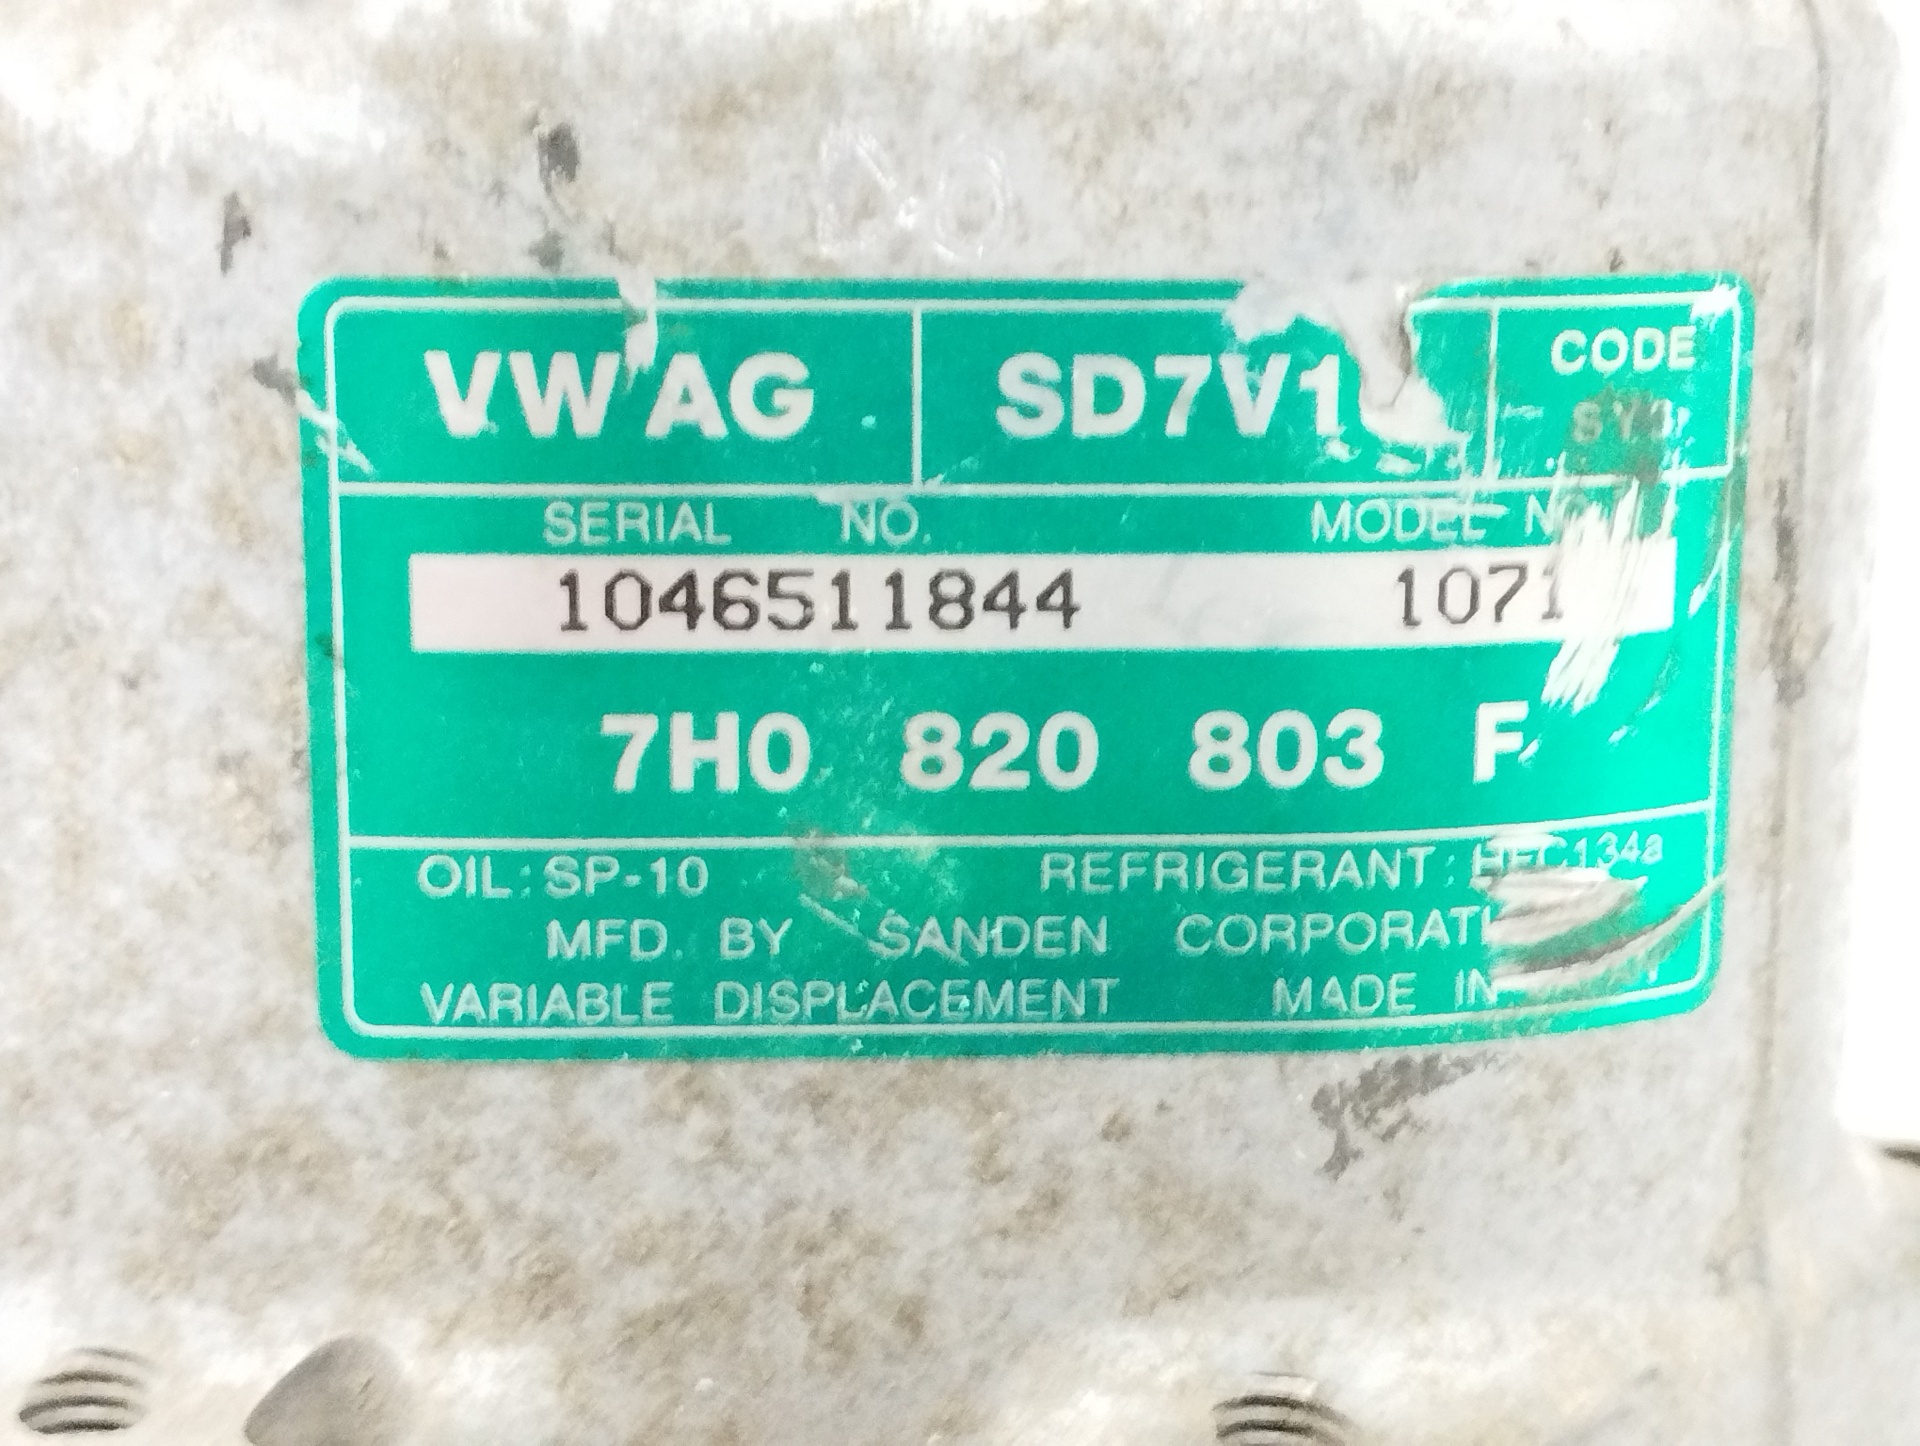 VW AG SD7V1 CODE
SERIAL NO. MODEL
1046511844 1071
7H0 820 803 F
OIL: SP-10 REFRIGERANT: HFC134a
MFD. BY SANDEN
VARIABLE DISPLACEMENT MADE IN